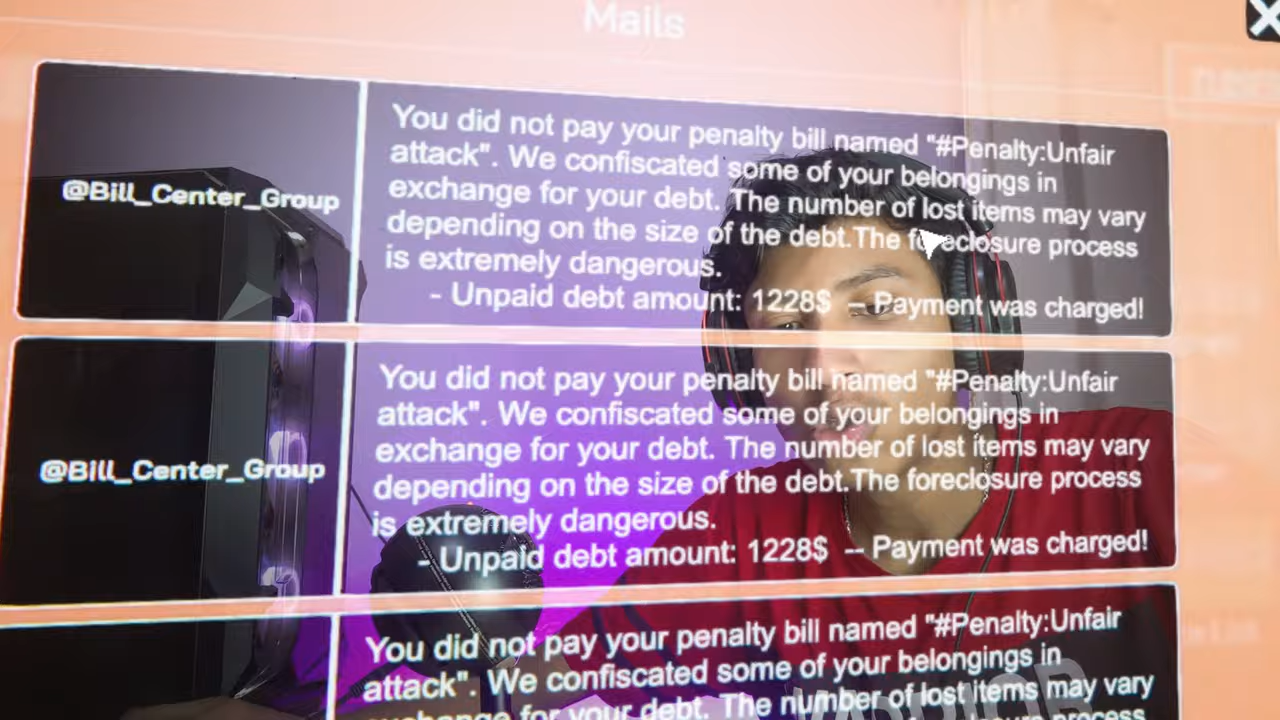 Mails
@Bill_Center_Group
You did not pay your penalty bill named "#Penalty:Unfair
attack". We confiscated some of your belongings in
exchange for your debt. The number of lost items may vary
depending on the size of the debt.The foreclosure process
is extremely dangerous.
- Unpaid debt amount: 1228$ -- Payment was charged!
@Bill_Center_Group
You did not pay your penalty bill named "#Penalty:Unfair
attack". We confiscated some of your belongings in
exchange for your debt. The number of lost items may vary
depending on the size of the debt.The foreclosure process
is extremely dangerous.
- Unpaid debt amount: 1228$ -- Payment was charged!
You did not pay your penalty bill named "#Penalty:Unfair
attack". We confiscated some of your belongings in
exchange for your debt. The number of lost items may vary